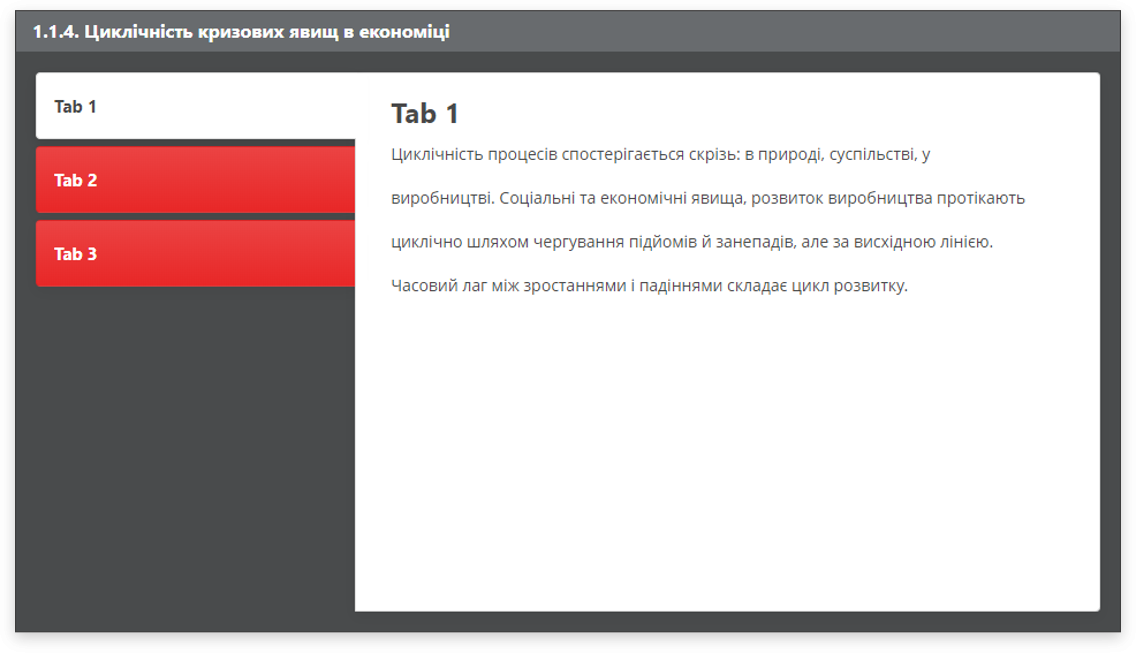 1.1.4. Циклічність кризових явищ в економіці
Tab 1
Tab 2
Tab 3
Tab 1
Циклічність процесів спостерігається скрізь: в природі, суспільстві, у
виробництві. Соціальні та економічні явища, розвиток виробництва протікають
циклічно шляхом чергування підйомів й занепадів, але за висхідною лінією.
Часовий лаг між зростаннями і падіннями складає цикл розвитку.